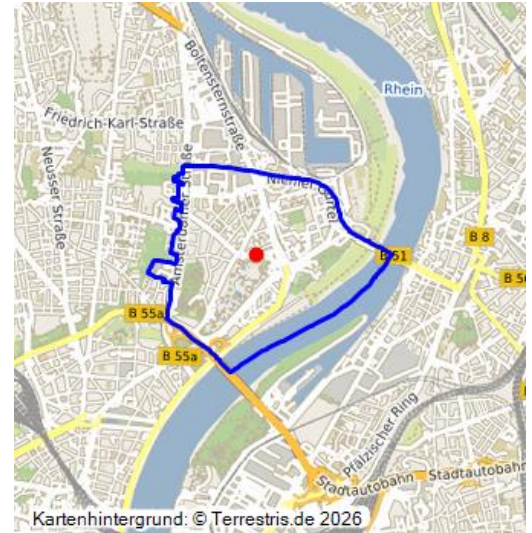 Boltensternstraße
Rhein
Friedrich-Karl-Straße
Neusser Straße
Amsterdamer Straße
Niehler Gürtel
B 8
B 51
B 55a
B 55a
Pfälzischer Ring
Stadtautobahn
Stadtautobahn
Kartenhintergrund: © Terrestris.de 2026